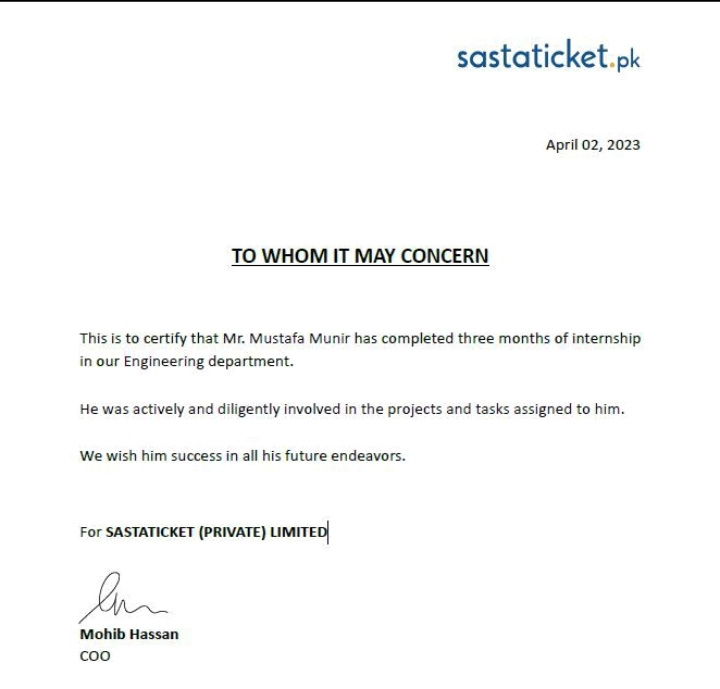 sastaticket.pk
April 02, 2023
TO WHOM IT MAY CONCERN
This is to certify that Mr. Mustafa Munir has completed three months of internship
in our Engineering department.
He was actively and diligently involved in the projects and tasks assigned to him.
We wish him success in all his future endeavors.
For SASTATICKET (PRIVATE) LIMITED
Mohib Hassan
COO